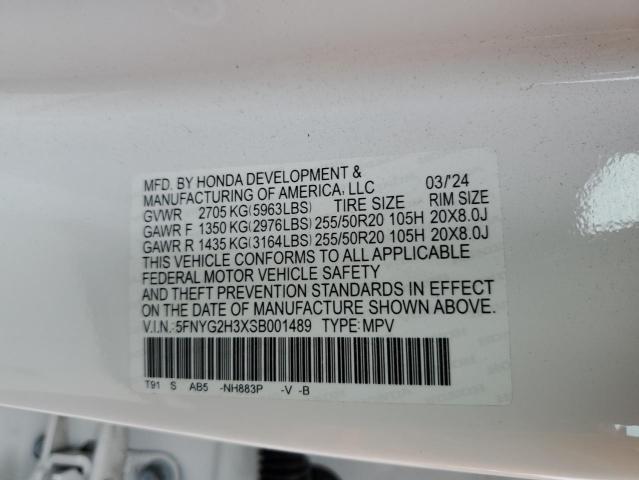 MFD. BY HONDA DEVELOPMENT &
MANUFACTURING OF AMERICA, LLC 03/'24
GVWR 2705 KG(5963LBS) TIRE SIZE RIM SIZE
GAWR F 1350 KG(2976LBS) 255/50R20 105H 20X8.0J
GAWR R 1435 KG(3164LBS) 255/50R20 105H 20X8.0J
THIS VEHICLE CONFORMS TO ALL APPLICABLE
FEDERAL MOTOR VEHICLE SAFETY
AND THEFT PREVENTION STANDARDS IN EFFECT
ON THE DATE OF MANUFACTURE SHOWN ABOVE.
V.I.N.:5FNYG2H3XSB001489 TYPE:MPV
T91 S AB5 -NH883P -V -B